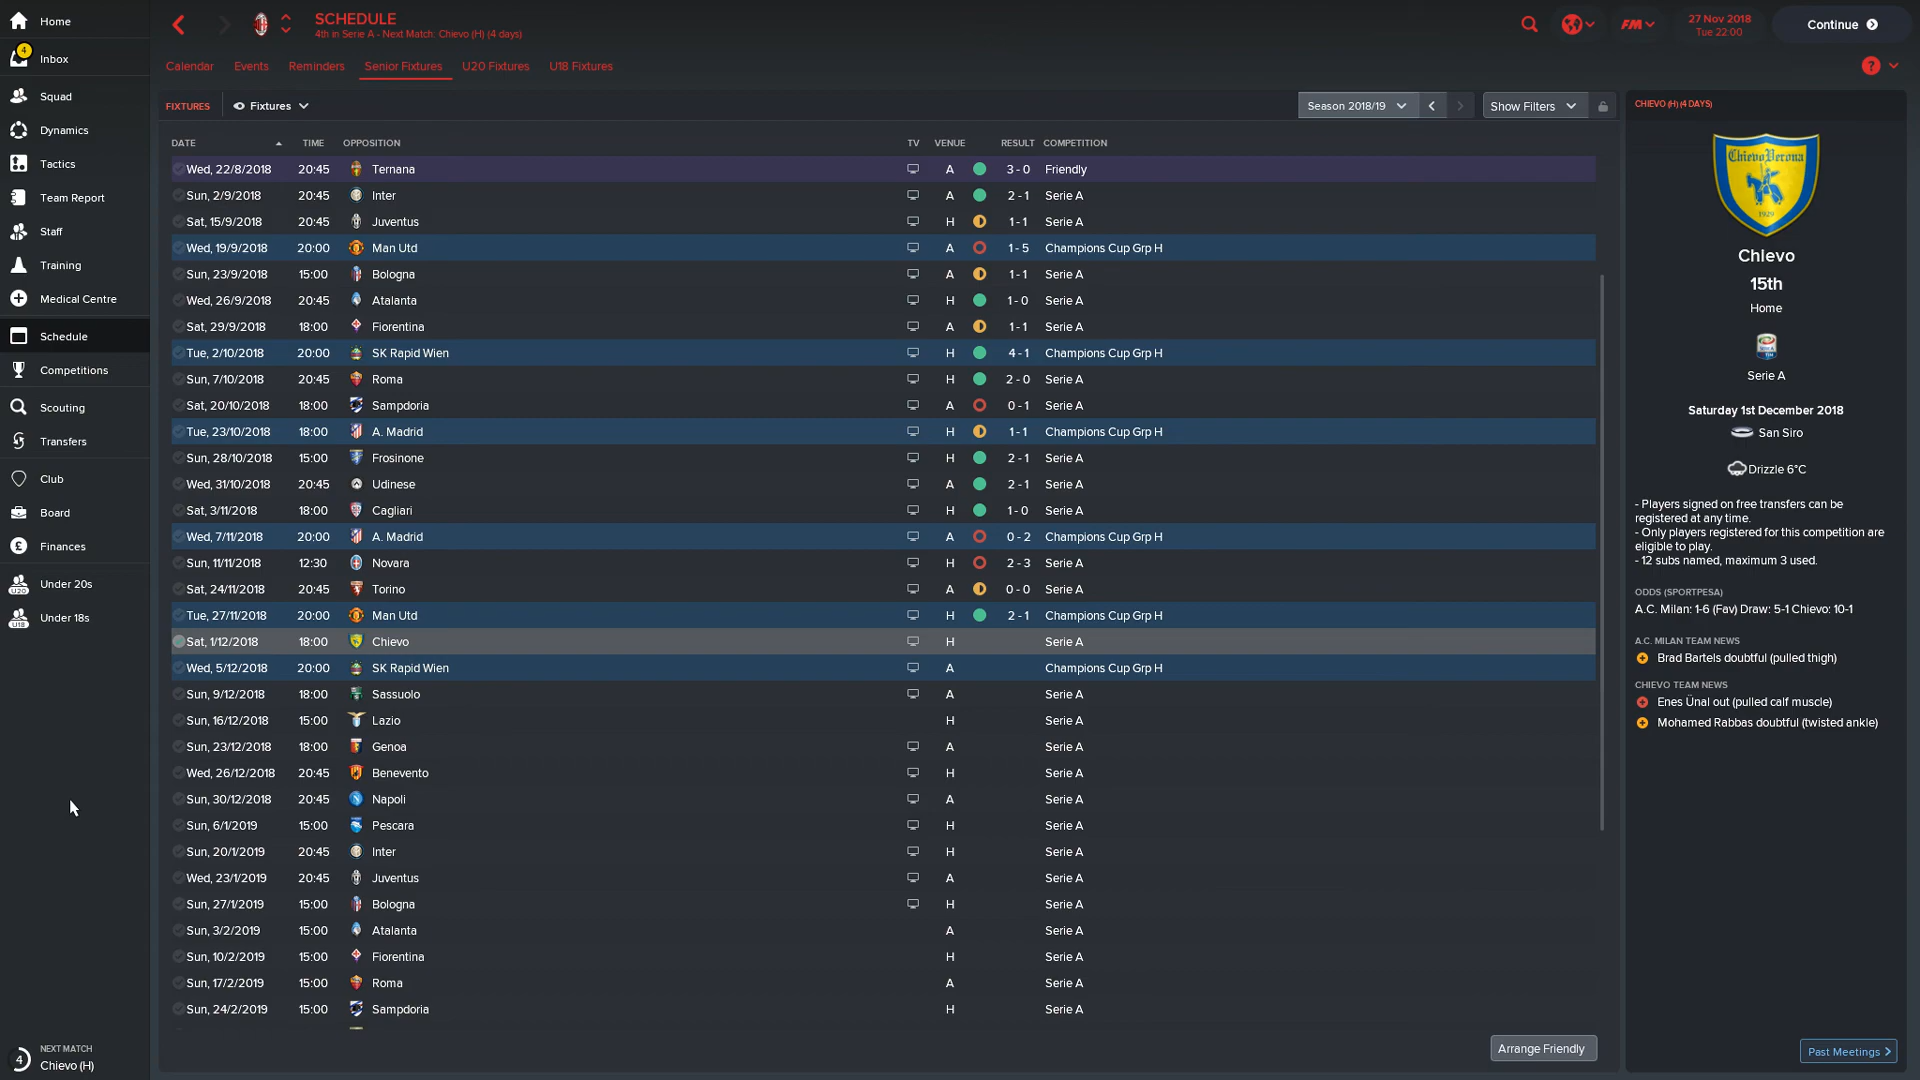 Home
SCHEDULE
4th in Serie A - Next Match: Chievo (H) (4 days)
FM
27 Nov 2018
Tue 22:00
Continue
4
Inbox
Calendar
Events
Reminders
Senior Fixtures
U20 Fixtures
U18 Fixtures
?
Squad
Dynamics
Tactics
Team Report
Staff
Training
Medical Centre
Schedule
Competitions
Scouting
Transfers
Club
Board
Finances
U20 Under 20s
U18 Under 18s
4
NEXT MATCH
Chievo (H)
FIXTURES Fixtures
Season 2018/19
Show Filters
DATE TIME OPPOSITION TV VENUE RESULT COMPETITION
Wed, 22/8/2018 20:45 Ternana A 3 - 0 Friendly
Sun, 2/9/2018 20:45 Inter A 2 - 1 Serie A
Sat, 15/9/2018 20:45 Juventus H 1 - 1 Serie A
Wed, 19/9/2018 20:00 Man Utd A 1 - 5 Champions Cup Grp H
Sun, 23/9/2018 15:00 Bologna A 1 - 1 Serie A
Wed, 26/9/2018 20:45 Atalanta H 1 - 0 Serie A
Sat, 29/9/2018 18:00 Fiorentina A 1 - 1 Serie A
Tue, 2/10/2018 20:00 SK Rapid Wien H 4 - 1 Champions Cup Grp H
Sun, 7/10/2018 20:45 Roma H 2 - 0 Serie A
Sat, 20/10/2018 18:00 Sampdoria A 0 - 1 Serie A
Tue, 23/10/2018 18:00 A. Madrid H 1 - 1 Champions Cup Grp H
Sun, 28/10/2018 15:00 Frosinone H 2 - 1 Serie A
Wed, 31/10/2018 20:45 Udinese A 2 - 1 Serie A
Sat, 3/11/2018 18:00 Cagliari H 1 - 0 Serie A
Wed, 7/11/2018 20:00 A. Madrid A 0 - 2 Champions Cup Grp H
Sun, 11/11/2018 12:30 Novara H 2 - 3 Serie A
Sat, 24/11/2018 20:45 Torino A 0 - 0 Serie A
Tue, 27/11/2018 20:00 Man Utd H 2 - 1 Champions Cup Grp H
Sat, 1/12/2018 18:00 Chievo H Serie A
Wed, 5/12/2018 20:00 SK Rapid Wien A Champions Cup Grp H
Sun, 9/12/2018 18:00 Sassuolo A Serie A
Sun, 16/12/2018 15:00 Lazio H Serie A
Sun, 23/12/2018 18:00 Genoa A Serie A
Wed, 26/12/2018 20:45 Benevento H Serie A
Sun, 30/12/2018 20:45 Napoli A Serie A
Sun, 6/1/2019 15:00 Pescara H Serie A
Sun, 20/1/2019 20:45 Inter H Serie A
Wed, 23/1/2019 20:45 Juventus A Serie A
Sun, 27/1/2019 15:00 Bologna H Serie A
Sun, 3/2/2019 15:00 Atalanta A Serie A
Sun, 10/2/2019 15:00 Fiorentina H Serie A
Sun, 17/2/2019 15:00 Roma A Serie A
Sun, 24/2/2019 15:00 Sampdoria H Serie A
Arrange Friendly
CHIEVO (H) (4 DAYS)
ChievoVerona
1929
Chievo
15th
Home
Serie A
Saturday 1st December 2018
San Siro
Drizzle 6°C
- Players signed on free transfers can be
registered at any time.
- Only players registered for this competition are
eligible to play.
- 12 subs named, maximum 3 used.
ODDS (SPORTPESA)
A.C. Milan: 1-6 (Fav) Draw: 5-1 Chievo: 10-1
A.C. MILAN TEAM NEWS
Brad Bartels doubtful (pulled thigh)
CHIEVO TEAM NEWS
Enes Ünal out (pulled calf muscle)
Mohamed Rabbas doubtful (twisted ankle)
Past Meetings